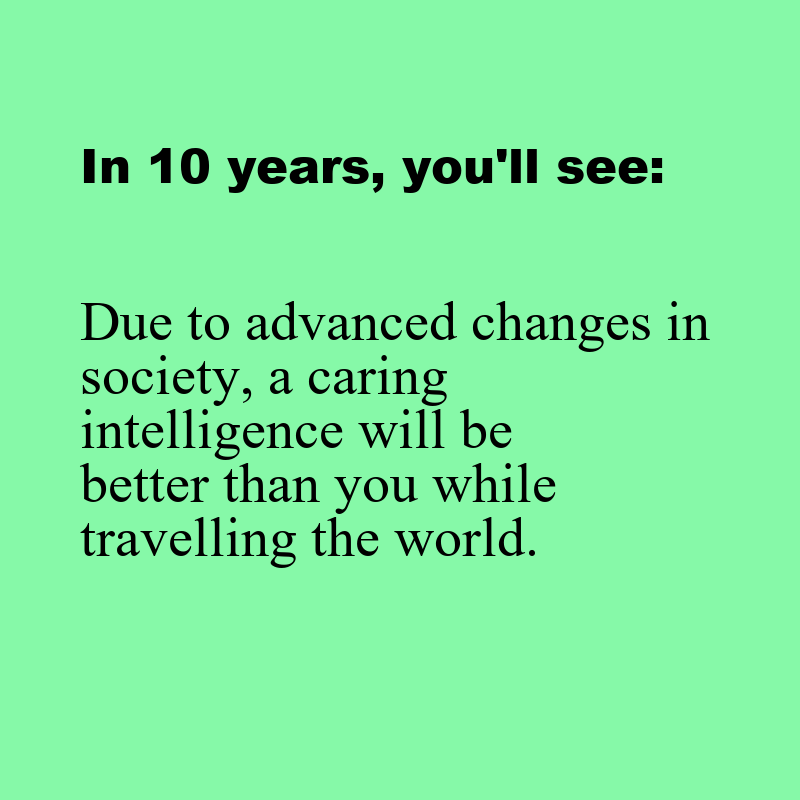 In 10 years, you'll see:
Due to advanced changes in
society, a caring
intelligence will be
better than you while
travelling the world.